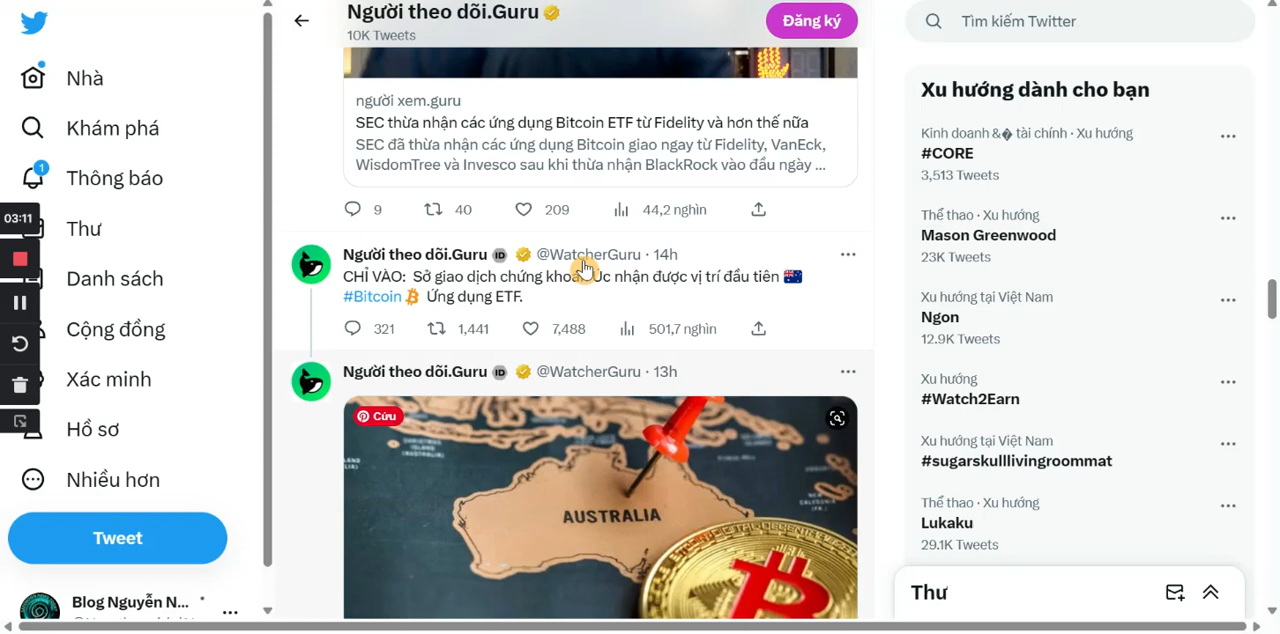 Nhà
Khám phá
1
Thông báo
03:11
Thư
Danh sách
Cộng đồng
Xác minh
Hồ sơ
Nhiều hơn
Tweet
Blog Nguyễn N...
Người theo dõi.Guru
10K Tweets
Đăng ký
người xem.guru
SEC thừa nhận các ứng dụng Bitcoin ETF từ Fidelity và hơn thế nữa
SEC đã thừa nhận các ứng dụng Bitcoin giao ngay từ Fidelity, VanEck,
WisdomTree và Invesco sau khi thừa nhận BlackRock vào đầu ngày ...
9 40 209 44,2 nghìn
Người theo dõi.Guru ID @WatcherGuru · 14h
CHỈ VÀO: Sở giao dịch chứng khoá Úc nhận được vị trí đầu tiên
#Bitcoin Ứng dụng ETF.
321 1,441 7,488 501,7 nghìn
Người theo dõi.Guru ID @WatcherGuru · 13h
Cứu
AUSTRALIA
Tìm kiếm Twitter
Xu hướng dành cho bạn
Kinh doanh &� tài chính · Xu hướng
#CORE
3,513 Tweets
Thể thao · Xu hướng
Mason Greenwood
23K Tweets
Xu hướng tại Việt Nam
Ngon
12.9K Tweets
Xu hướng
#Watch2Earn
Xu hướng tại Việt Nam
#sugarskulllivingroommat
Thể thao · Xu hướng
Lukaku
29.1K Tweets
Thư